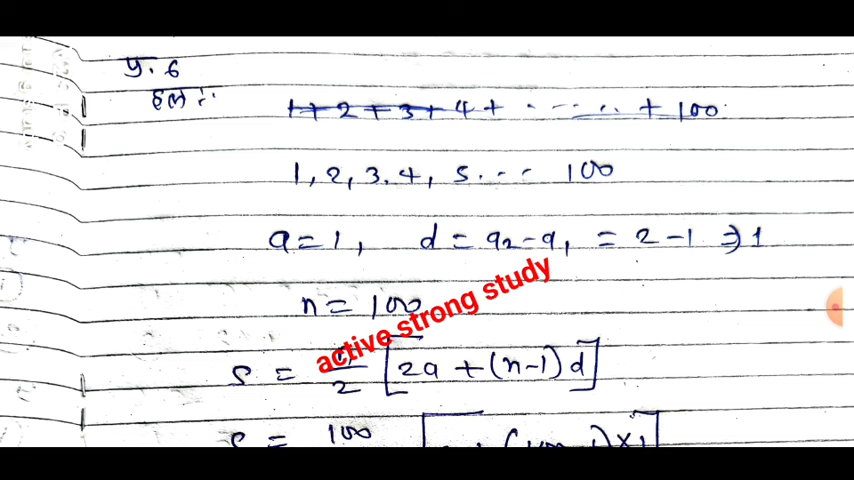 प्र. 6
हल :-
1 + 2 + 3 + 4 + ........ + 100
1, 2, 3, 4, 5 ... 100
a = 1, d = a₂ - a₁ = 2 - 1 ⇒ 1
n = 100
active strong study
S = n/2 [2a + (n-1) d]
S = 100